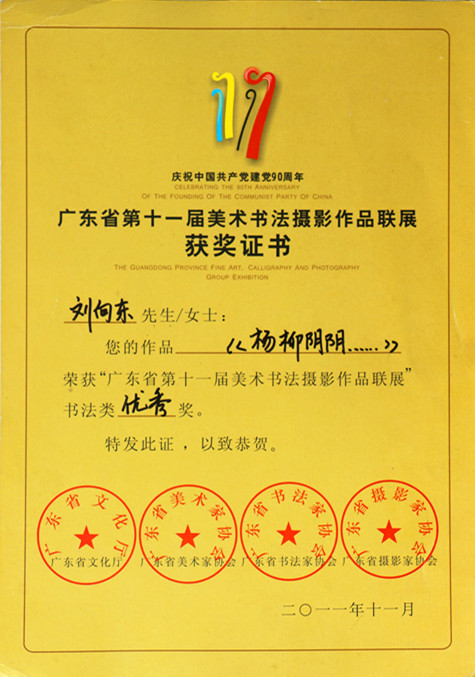 庆祝中国共产党建党90周年
CELEBRATING THE 90TH ANNIVERSARY
OF THE FOUNDING OF THE COMMUNIST PARTY OF CHINA
广东省第十一届美术书法摄影作品联展
获奖证书
THE GUANGDONG PROVINCE FINE ART, CALLIGRAPHY AND PHOTOGRAPHY
GROUP EXHIBITION
刘向东 先生/女士：
您的作品 《杨柳阴阴……》
荣获“广东省第十一届美术书法摄影作品联展”
书法类 优秀 奖。
特发此证，以致恭贺。
广东省文化厅 广东省美术家协会 广东省书法家协会 广东省摄影家协会
广东省文化厅 广东省美术家协会 广东省书法家协会 广东省摄影家协会
二〇一一年十一月